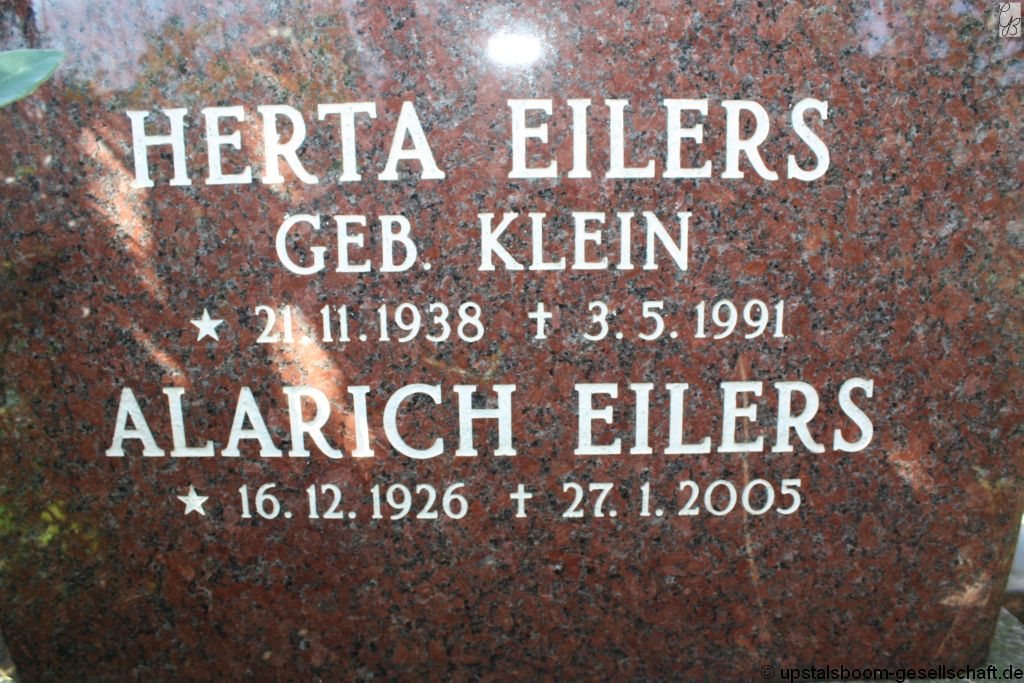 HERTA EILERS
GEB. KLEIN
★ 21.11.1938 ✝ 3.5.1991
ALARICH EILERS
★ 16.12.1926 ✝ 27.1.2005
© upstalsboom-gesellschaft.de